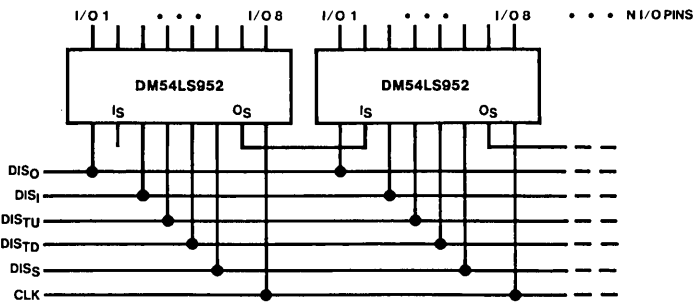 I/O 1 • • • I/O 8 I/O 1 • • • I/O 8 • • • N I/O PINS
DM54LS952 DM54LS952
IS OS IS OS
DISO
DISI
DISTU
DISTD
DISS
CLK